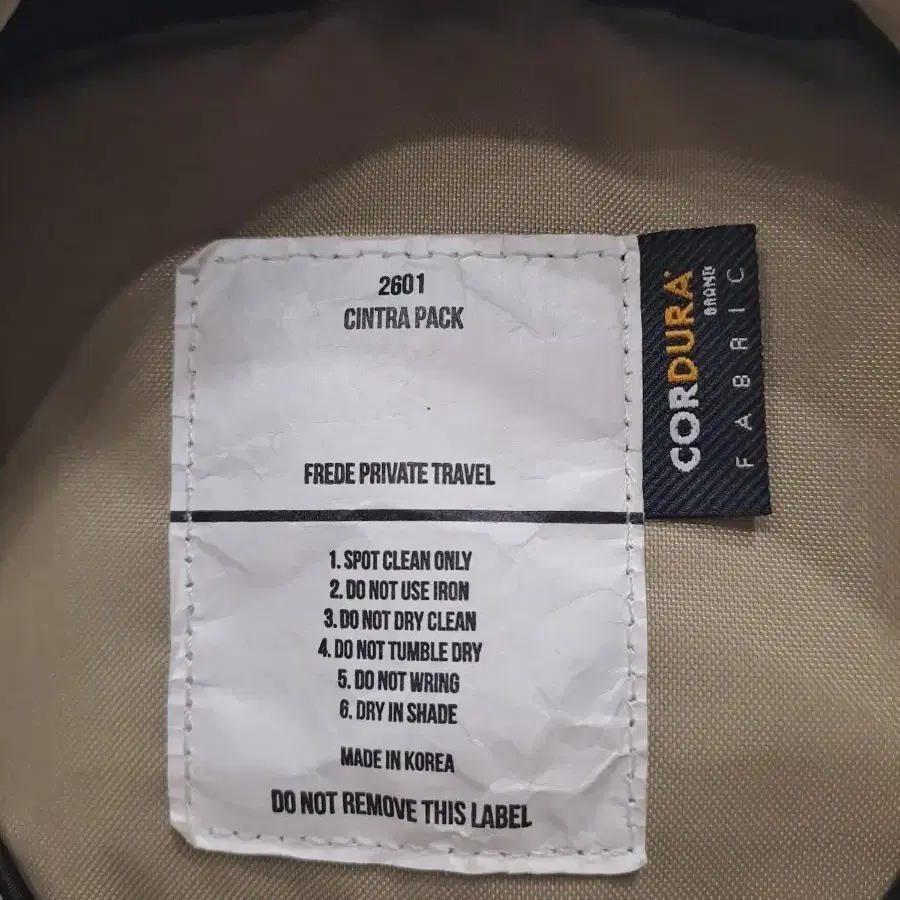 2601
CINTRA PACK
FREDE PRIVATE TRAVEL
1. SPOT CLEAN ONLY
2. DO NOT USE IRON
3. DO NOT DRY CLEAN
4. DO NOT TUMBLE DRY
5. DO NOT WRING
6. DRY IN SHADE
MADE IN KOREA
DO NOT REMOVE THIS LABEL
CORDURA
BRAND
FABRIC